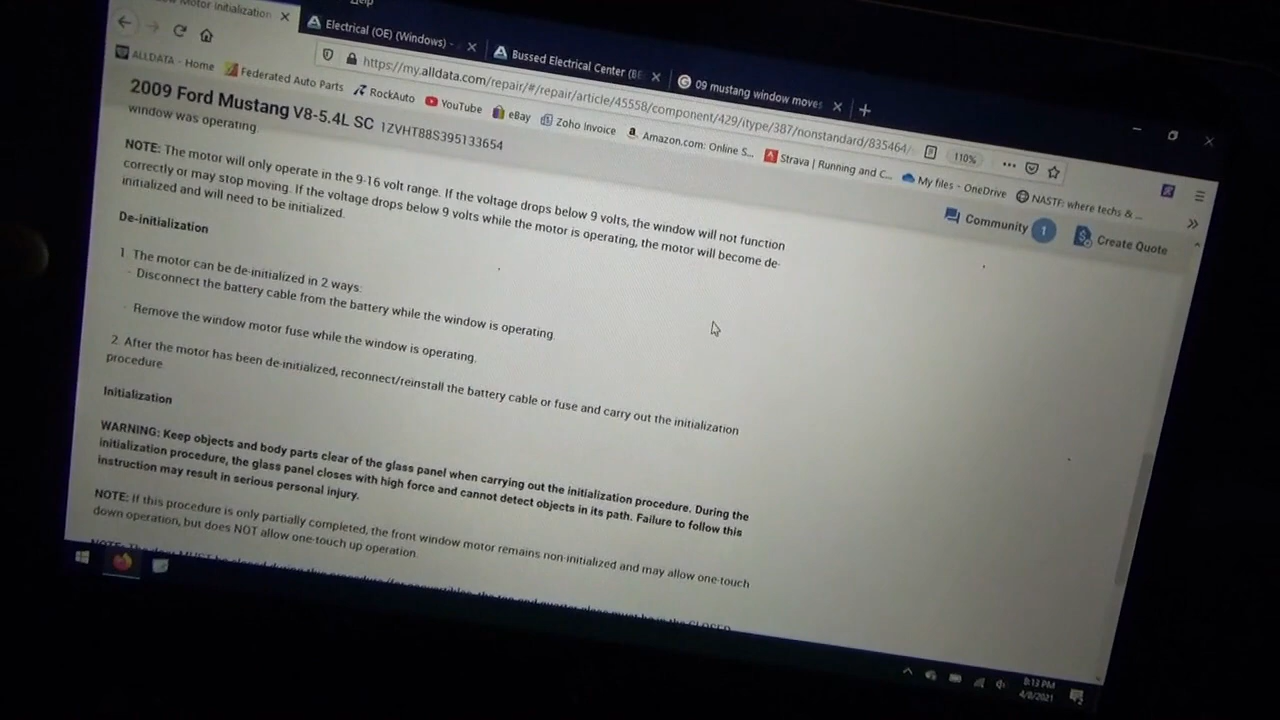 Motor Initialization
Electrical (OE) (Windows) -
Bussed Electrical Center (BE
09 mustang window moves
https://my.alldata.com/repair/#/repair/article/45558/component/429/itype/387/nonstandard/835464/
110%
ALLDATA - Home
Federated Auto Parts
RockAuto
YouTube
eBay
Zoho Invoice
Amazon.com: Online S...
Strava | Running and C...
My files - OneDrive
NASTF: where techs & ...
2009 Ford Mustang V8-5.4L SC 1ZVHT88S395133654
Community 1
Create Quote
window was operating.
NOTE: The motor will only operate in the 9-16 volt range. If the voltage drops below 9 volts, the window will not function
correctly or may stop moving. If the voltage drops below 9 volts while the motor is operating, the motor will become de-
initialized and will need to be initialized.
De-initialization
1. The motor can be de-initialized in 2 ways:
- Disconnect the battery cable from the battery while the window is operating.
- Remove the window motor fuse while the window is operating.
2. After the motor has been de-initialized, reconnect/reinstall the battery cable or fuse and carry out the initialization
procedure.
Initialization
WARNING: Keep objects and body parts clear of the glass panel when carrying out the initialization procedure. During the
initialization procedure, the glass panel closes with high force and cannot detect objects in its path. Failure to follow this
instruction may result in serious personal injury.
NOTE: If this procedure is only partially completed, the front window motor remains non-initialized and may allow one-touch
down operation, but does NOT allow one-touch up operation.
8:13 PM
4/8/2021